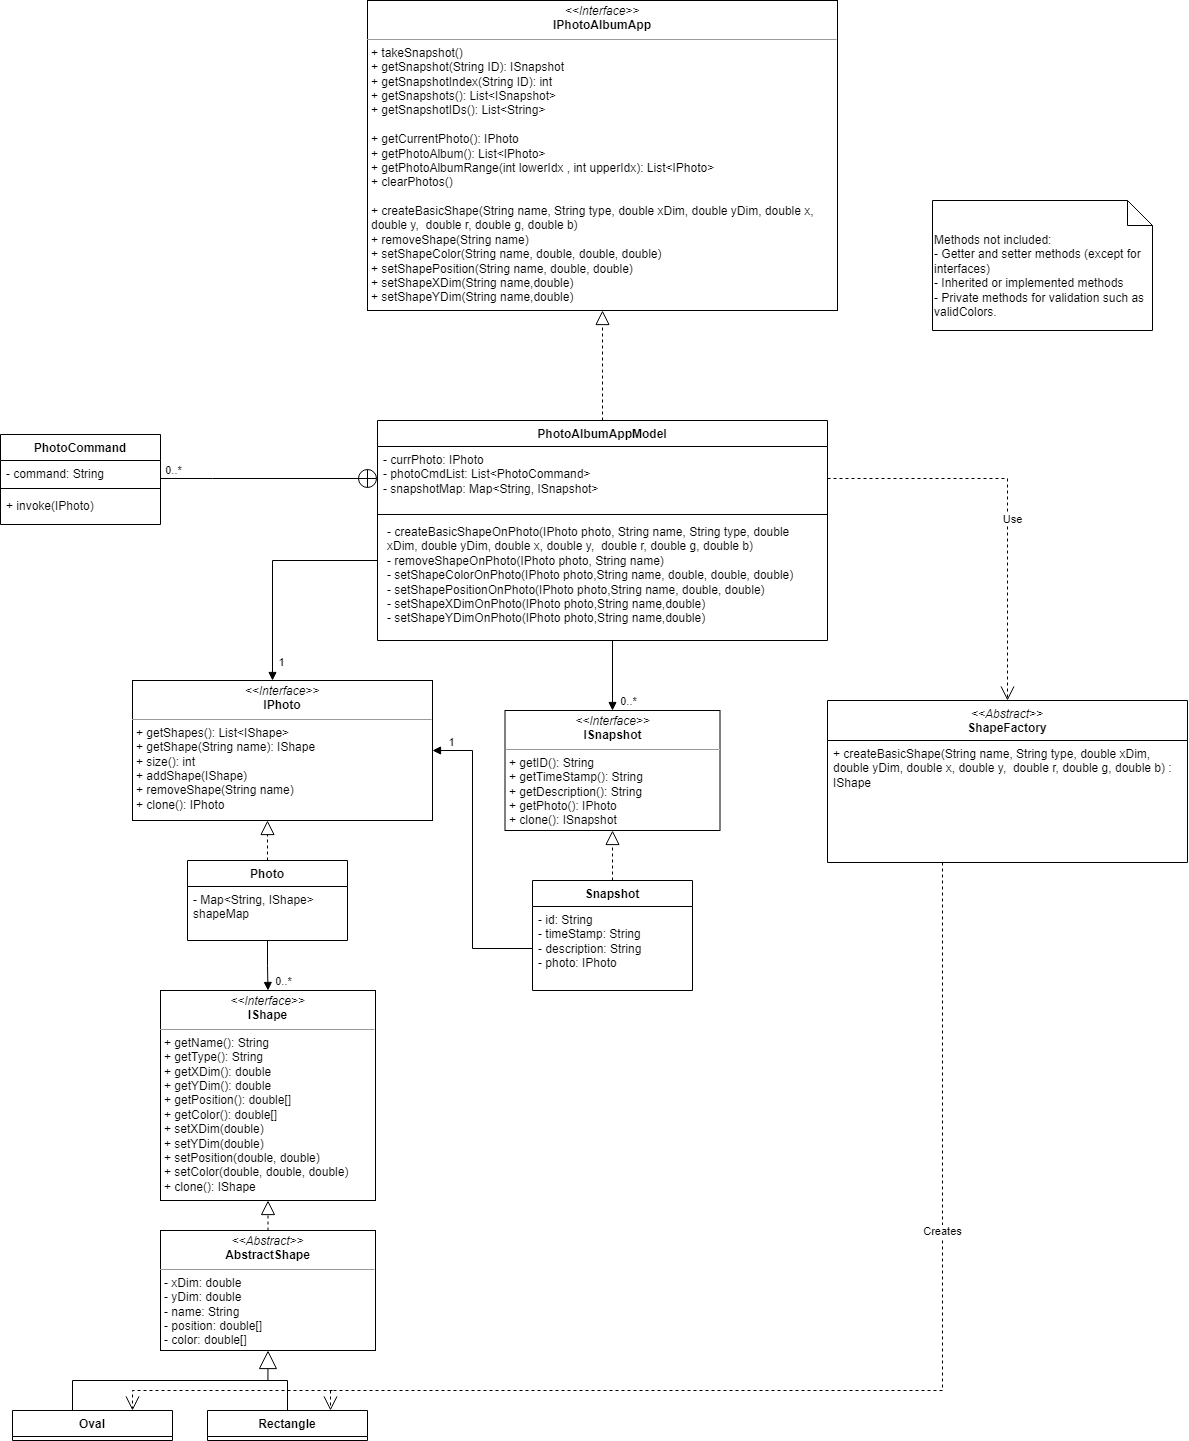 <<Interface>>
IPhotoAlbumApp
+ takeSnapshot()
+ getSnapshot(String ID): ISnapshot
+ getSnapshotIndex(String ID): int
+ getSnapshots(): List<ISnapshot>
+ getSnapshotIDs(): List<String>
+ getCurrentPhoto(): IPhoto
+ getPhotoAlbum(): List<IPhoto>
+ getPhotoAlbumRange(int lowerIdx , int upperIdx): List<IPhoto>
+ clearPhotos()
+ createBasicShape(String name, String type, double xDim, double yDim, double x,
double y,  double r, double g, double b)
+ removeShape(String name)
+ setShapeColor(String name, double, double, double)
+ setShapePosition(String name, double, double)
+ setShapeXDim(String name,double)
+ setShapeYDim(String name,double)
Methods not included:
- Getter and setter methods (except for
interfaces)
- Inherited or implemented methods
- Private methods for validation such as
validColors.
PhotoCommand
- command: String
+ invoke(IPhoto)
0..*
PhotoAlbumAppModel
- currPhoto: IPhoto
- photoCmdList: List<PhotoCommand>
- snapshotMap: Map<String, ISnapshot>
- createBasicShapeOnPhoto(IPhoto photo, String name, String type, double
xDim, double yDim, double x, double y,  double r, double g, double b)
- removeShapeOnPhoto(IPhoto photo, String name)
- setShapeColorOnPhoto(IPhoto photo,String name, double, double, double)
- setShapePositionOnPhoto(IPhoto photo,String name, double, double)
- setShapeXDimOnPhoto(IPhoto photo,String name,double)
- setShapeYDimOnPhoto(IPhoto photo,String name,double)
Use
1
<<Interface>>
IPhoto
+ getShapes(): List<IShape>
+ getShape(String name): IShape
+ size(): int
+ addShape(IShape)
+ removeShape(String name)
+ clone(): IPhoto
1
0..*
<<Interface>>
ISnapshot
+ getID(): String
+ getTimeStamp(): String
+ getDescription(): String
+ getPhoto(): IPhoto
+ clone(): ISnapshot
<<Abstract>>
ShapeFactory
+ createBasicShape(String name, String type, double xDim,
double yDim, double x, double y,  double r, double g, double b) :
IShape
Photo
- Map<String, IShape>
shapeMap
Snapshot
- id: String
- timeStamp: String
- description: String
- photo: IPhoto
0..*
<<Interface>>
IShape
+ getName(): String
+ getType(): String
+ getXDim(): double
+ getYDim(): double
+ getPosition(): double[]
+ getColor(): double[]
+ setXDim(double)
+ setYDim(double)
+ setPosition(double, double)
+ setColor(double, double, double)
+ clone(): IShape
Creates
<<Abstract>>
AbstractShape
- xDim: double
- yDim: double
- name: String
- position: double[]
- color: double[]
Oval
Rectangle